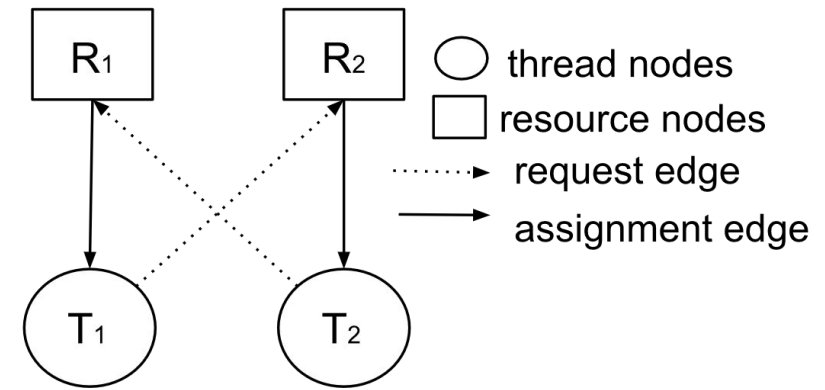 R1
R2
thread nodes
resource nodes
request edge
assignment edge
T1
T2